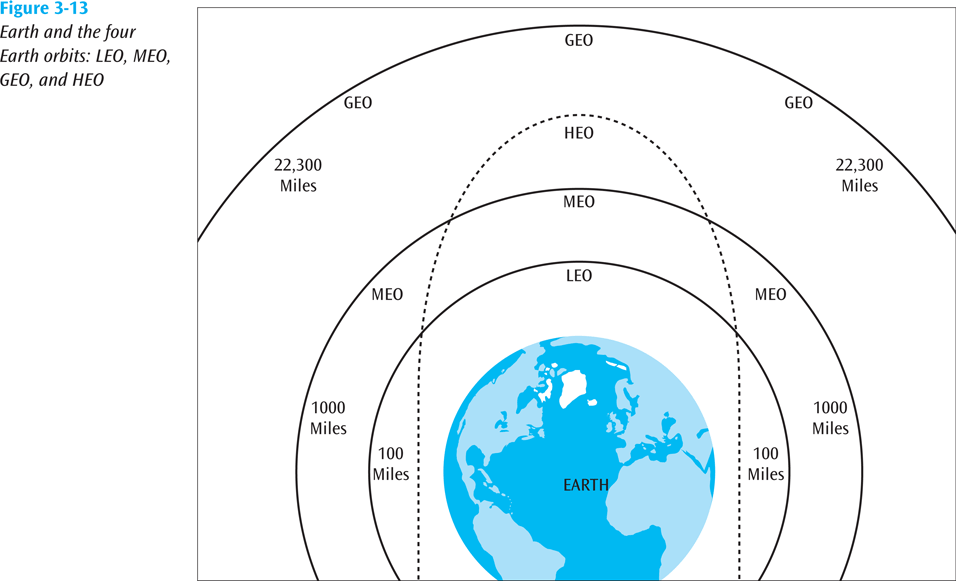 Figure 3-13
Earth and the four
Earth orbits: LEO, MEO,
GEO, and HEO
GEO
GEO
GEO
HEO
22,300
Miles
22,300
Miles
MEO
LEO
MEO
MEO
1000
Miles
1000
Miles
100
Miles
100
Miles
EARTH